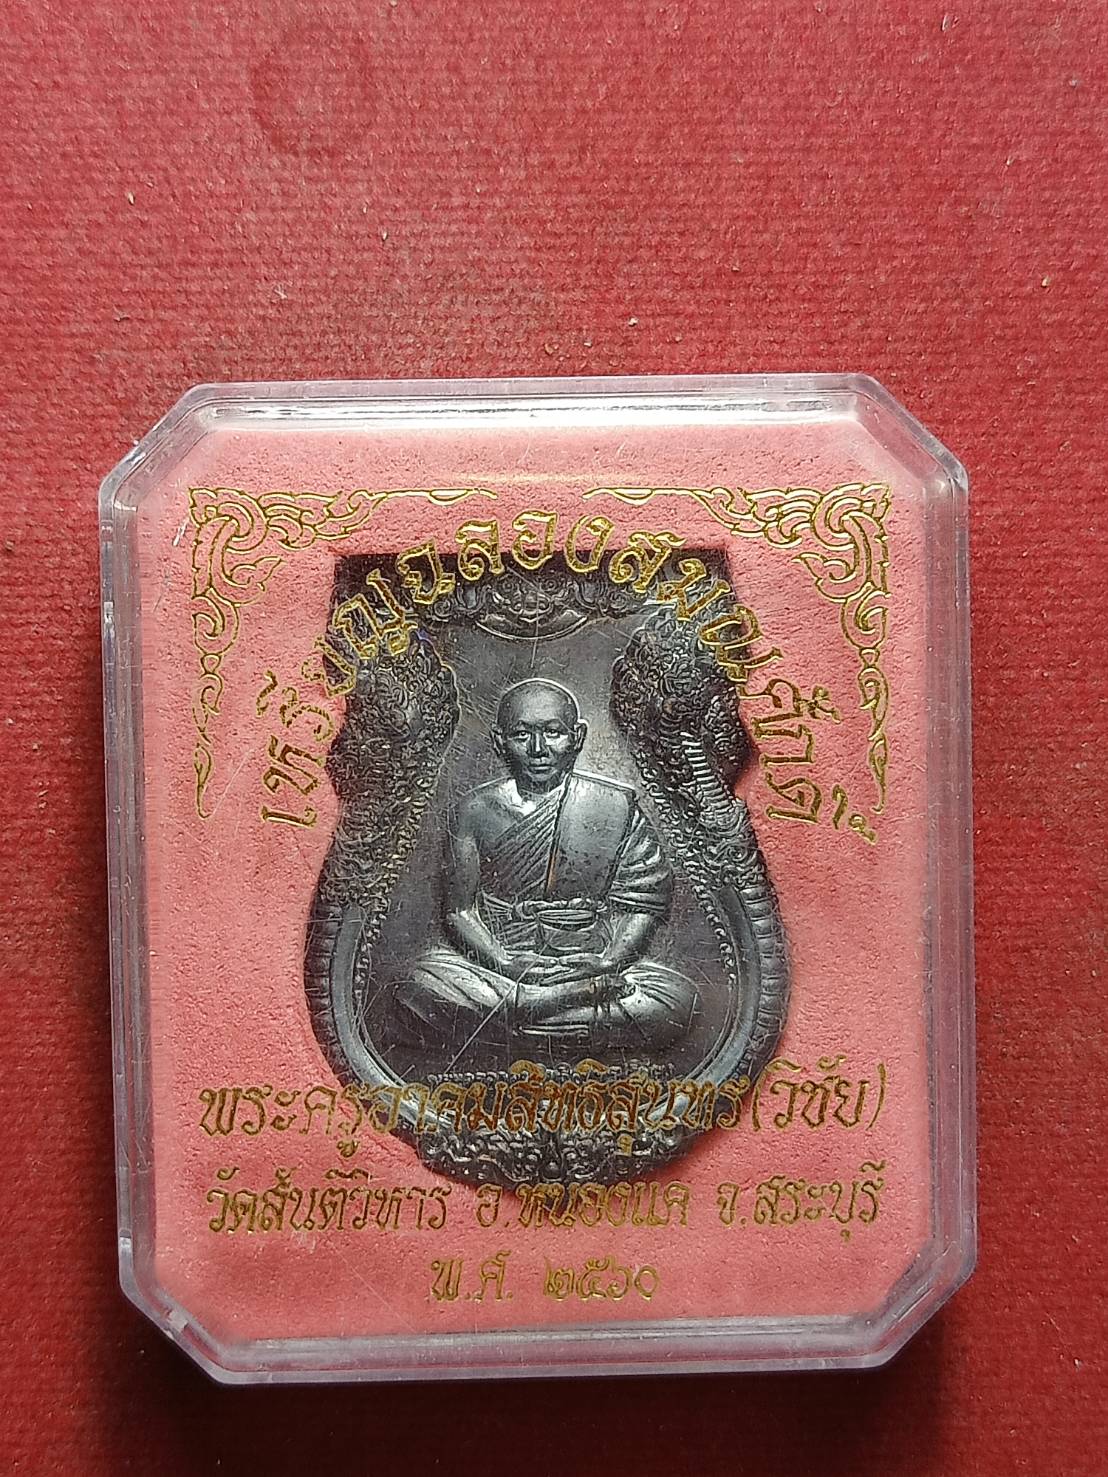 เหรียญฉลองสมณศักดิ์
พระครูอาคมสิทธิสุนทร(วิชัย)
วัดสันติวิหาร อ.หนองแค จ.สระบุรี
พ.ศ. ๒๕๖๐